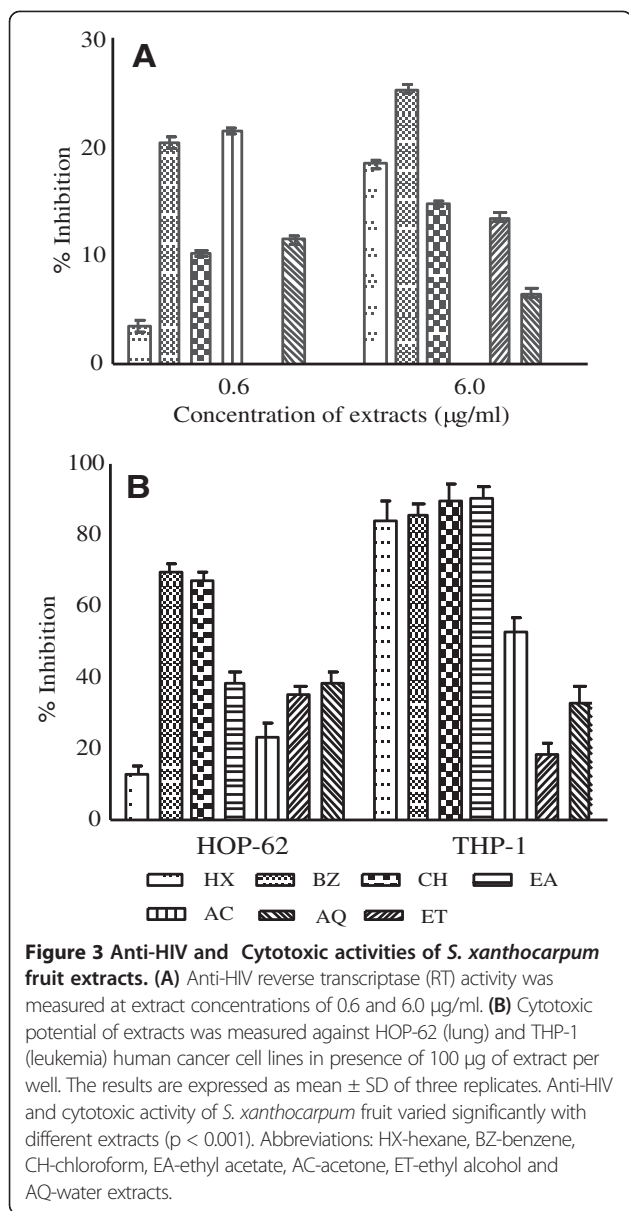 30
A
20
% Inhibition
10
0
0.6 6.0
Concentration of extracts (µg/ml)
100
B
80
60
% Inhibition
40
20
0
HOP-62 THP-1
HX BZ CH EA
AC AQ ET
Figure 3 Anti-HIV and Cytotoxic activities of S. xanthocarpum
fruit extracts. (A) Anti-HIV reverse transcriptase (RT) activity was
measured at extract concentrations of 0.6 and 6.0 µg/ml. (B) Cytotoxic
potential of extracts was measured against HOP-62 (lung) and THP-1
(leukemia) human cancer cell lines in presence of 100 µg of extract per
well. The results are expressed as mean ± SD of three replicates. Anti-HIV
and cytotoxic activity of S. xanthocarpum fruit varied significantly with
different extracts (p < 0.001). Abbreviations: HX-hexane, BZ-benzene,
CH-chloroform, EA-ethyl acetate, AC-acetone, ET-ethyl alcohol and
AQ-water extracts.